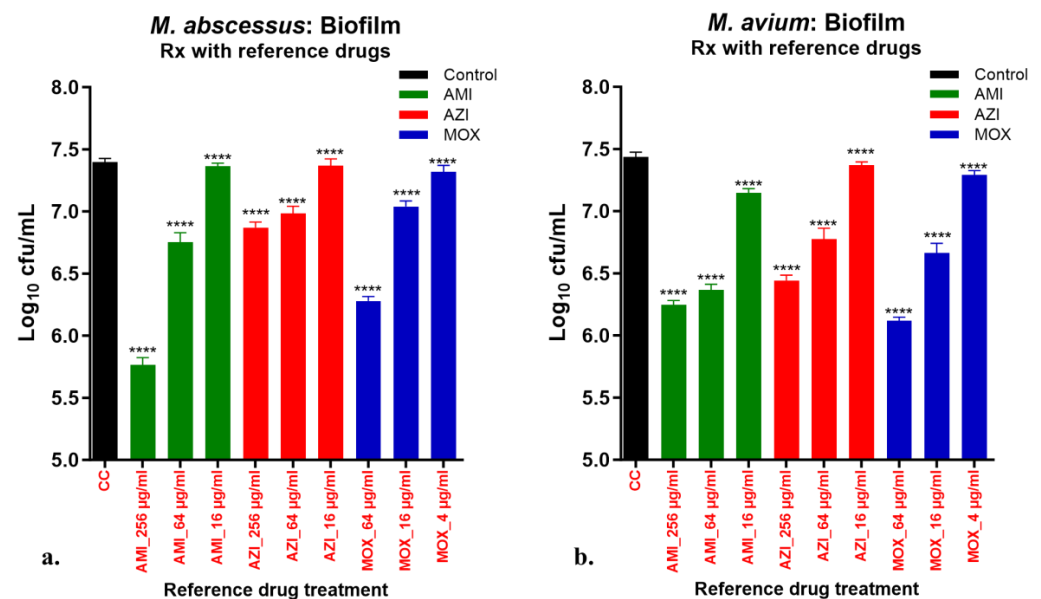 M. abscessus: Biofilm
Rx with reference drugs
Control
AMI
AZI
MOX
8.0
7.5
7.0
6.5
6.0
5.5
5.0
Log10 cfu/mL
****
****
****
****
****
****
****
****
****
CC
AMI_256 µg/ml
AMI_64 µg/ml
AMI_16 µg/ml
AZI_256 µg/ml
AZI_64 µg/ml
AZI_16 µg/ml
MOX_64 µg/ml
MOX_16 µg/ml
MOX_4 µg/ml
a.
Reference drug treatment
M. avium: Biofilm
Rx with reference drugs
Control
AMI
AZI
MOX
8.0
7.5
7.0
6.5
6.0
5.5
5.0
Log10 cfu/mL
****
****
****
****
****
****
****
****
****
CC
AMI_256 µg/ml
AMI_64 µg/ml
AMI_16 µg/ml
AZI_256 µg/ml
AZI_64 µg/ml
AZI_16 µg/ml
MOX_64 µg/ml
MOX_16 µg/ml
MOX_4 µg/ml
b.
Reference drug treatment